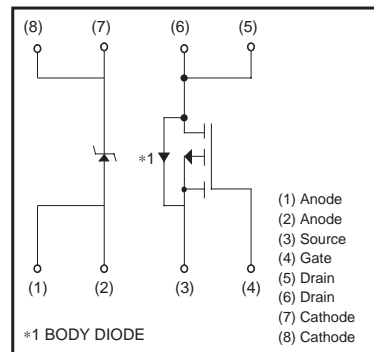 (8) (7) (6) (5)
∗1
(1) Anode
(2) Anode
(3) Source
(4) Gate
(5) Drain
(6) Drain
(7) Cathode
(8) Cathode
(1) (2) (3) (4)
∗1 BODY DIODE